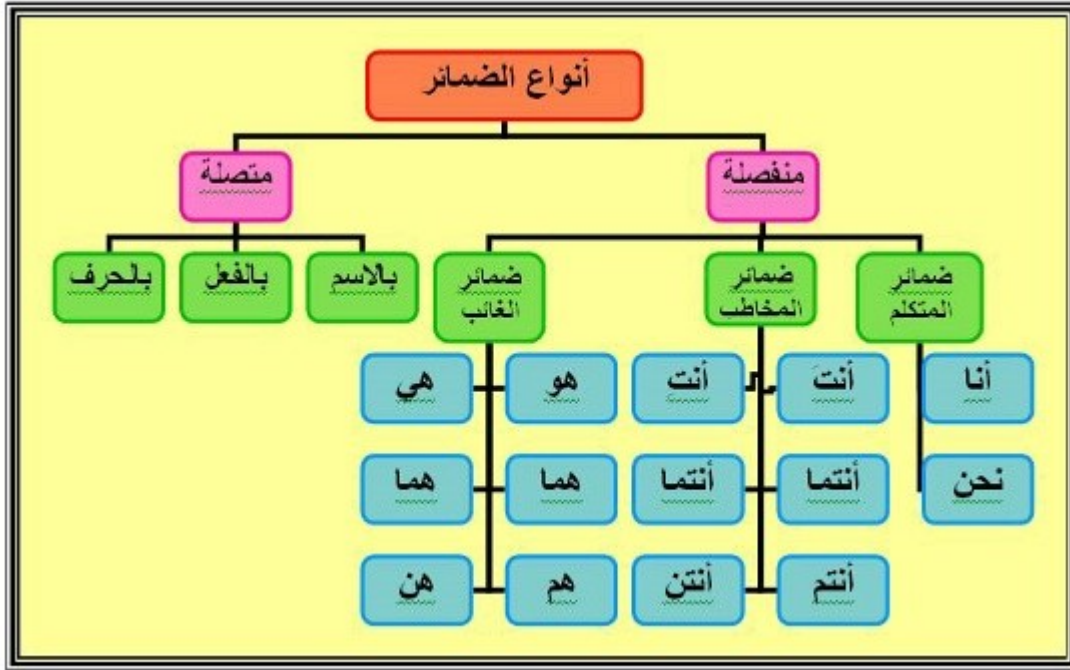 أنواع الضمائر
منفصلة
متصلة
ضمائر
المتكلم
ضمائر
المخاطب
ضمائر
الغائب
بالاسم
بالفعل
بالحرف
أنا
أنتَ
أنتِ
هو
هي
نحن
أنتما
أنتما
هما
هما
أنتم
أنتن
هم
هن